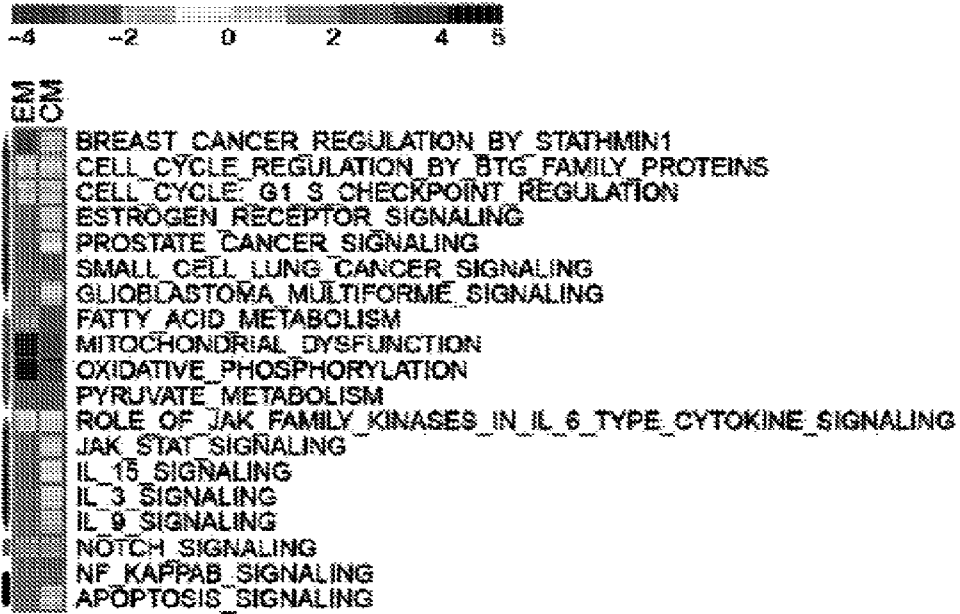 -4 -2 0 2 4 5
EM CM
BREAST_CANCER_REGULATION_BY_STATHMIN1
CELL_CYCLE_REGULATION_BY_BTG_FAMILY_PROTEINS
CELL_CYCLE:_G1_S_CHECKPOINT_REGULATION
ESTROGEN_RECEPTOR_SIGNALING
PROSTATE_CANCER_SIGNALING
SMALL_CELL_LUNG_CANCER_SIGNALING
GLIOBLASTOMA_MULTIFORME_SIGNALING
FATTY_ACID_METABOLISM
MITOCHONDRIAL_DYSFUNCTION
OXIDATIVE_PHOSPHORYLATION
PYRUVATE_METABOLISM
ROLE_OF_JAK_FAMILY_KINASES_IN_IL_6_TYPE_CYTOKINE_SIGNALING
JAK_STAT_SIGNALING
IL_15_SIGNALING
IL_3_SIGNALING
IL_9_SIGNALING
NOTCH_SIGNALING
NF_KAPPAB_SIGNALING
APOPTOSIS_SIGNALING